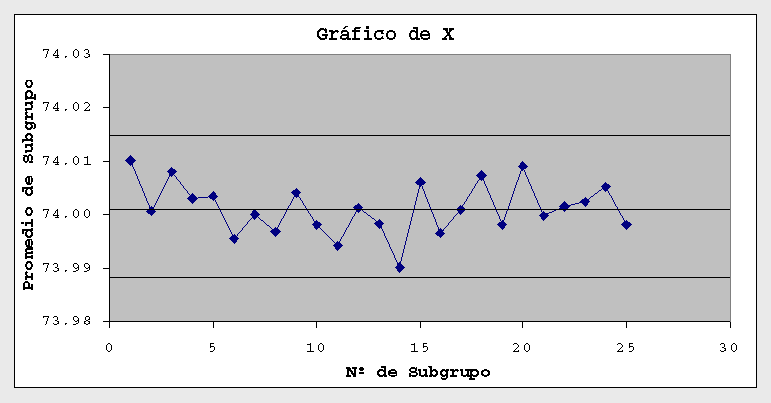 Gráfico de X
74.03
74.02
74.01
74.00
73.99
73.98
Promedio de Subgrupo
0 5 10 15 20 25 30
Nº de Subgrupo